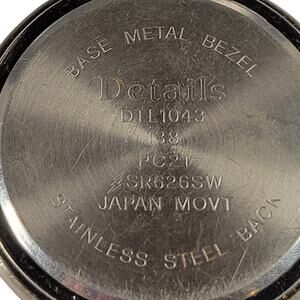 BASE METAL BEZEL
Details
DTL1043
138
PC21
SR626SW
JAPAN MOVT
STAINLESS STEEL BACK